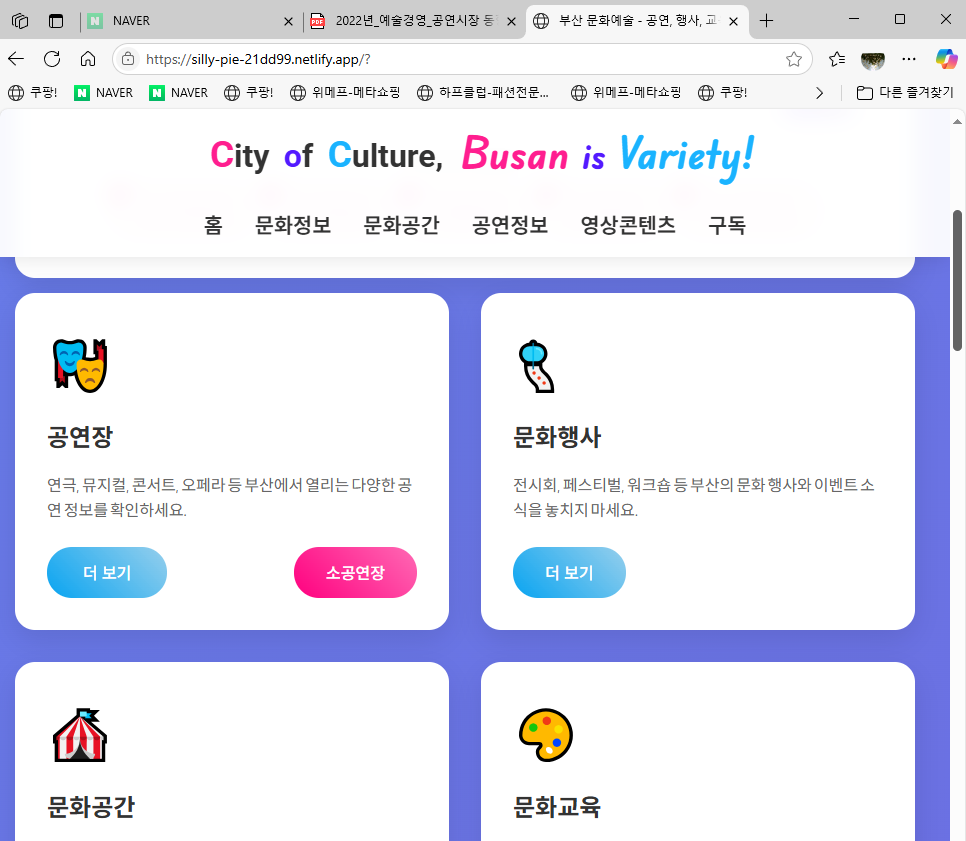 NAVER
2022년_예술경영_공연시장 동
부산 문화예술 - 공연, 행사, 교
https://silly-pie-21dd99.netlify.app/?
쿠팡! NAVER NAVER 쿠팡! 위메프-메타쇼핑 하프클럽-패션전문... 위메프-메타쇼핑 쿠팡! 다른 즐겨찾기
City of Culture, Busan is Variety!
홈 문화정보 문화공간 공연정보 영상콘텐츠 구독
공연장
연극, 뮤지컬, 콘서트, 오페라 등 부산에서 열리는 다양한 공
연 정보를 확인하세요.
더 보기 소공연장
문화행사
전시회, 페스티벌, 워크숍 등 부산의 문화 행사와 이벤트 소
식을 놓치지 마세요.
더 보기
문화공간
문화교육